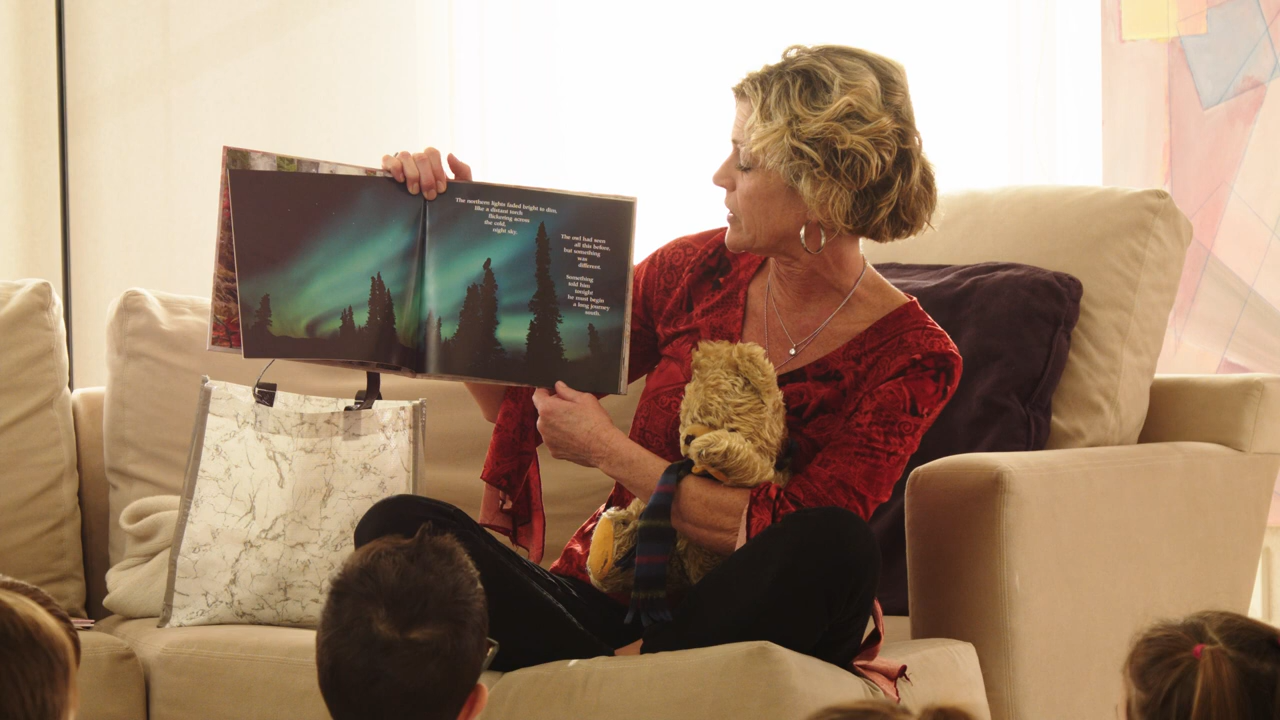 The northern lights faded bright to dim,
like a distant torch
flickering across
the cold,
night sky.
The owl had seen
all this before,
but something
was
different.
Something
told him
tonight
he must begin
a long journey
south.